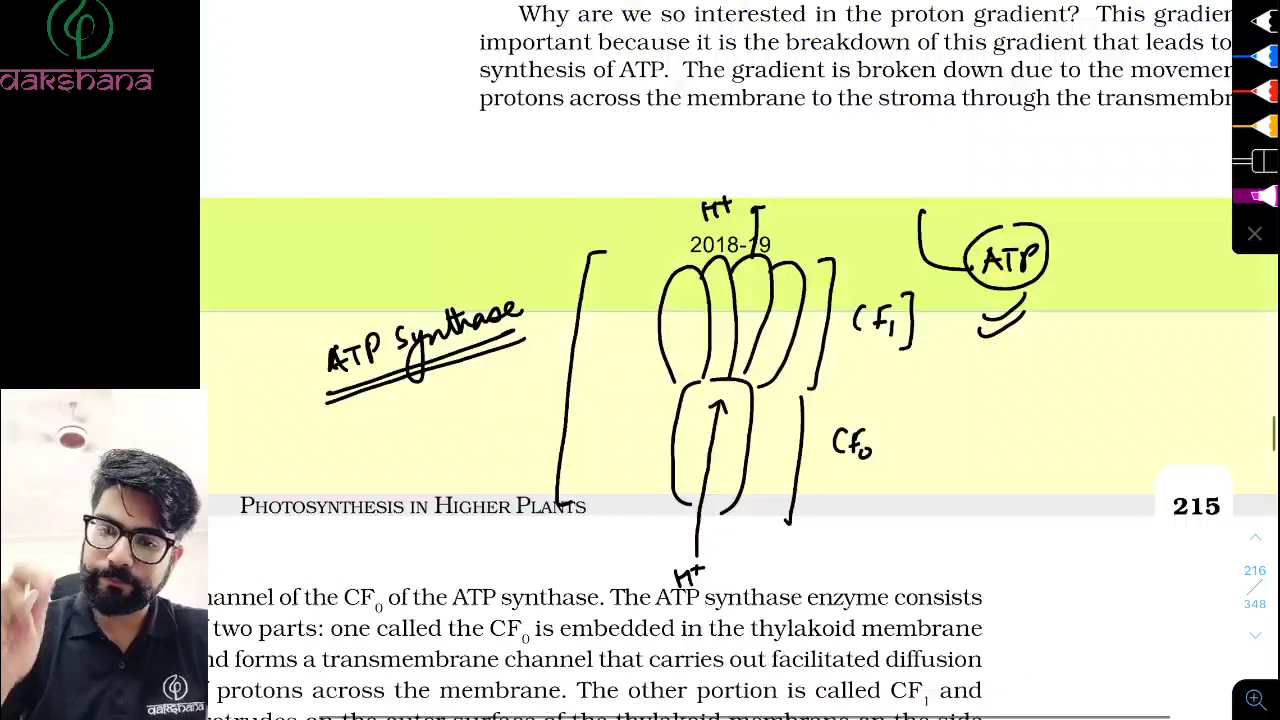 dakshana
Why are we so interested in the proton gradient? This gradien
important because it is the breakdown of this gradient that leads to
synthesis of ATP. The gradient is broken down due to the movemen
protons across the membrane to the stroma through the transmembr
H+
2018-19
ATP
ATP Synthase
CF1]
CF0
PHOTOSYNTHESIS IN HIGHER PLANTS
215
H+
216
348
hannel of the CF0 of the ATP synthase. The ATP synthase enzyme consists
f two parts: one called the CF0 is embedded in the thylakoid membrane
nd forms a transmembrane channel that carries out facilitated diffusion
f protons across the membrane. The other portion is called CF1 and
dakshana